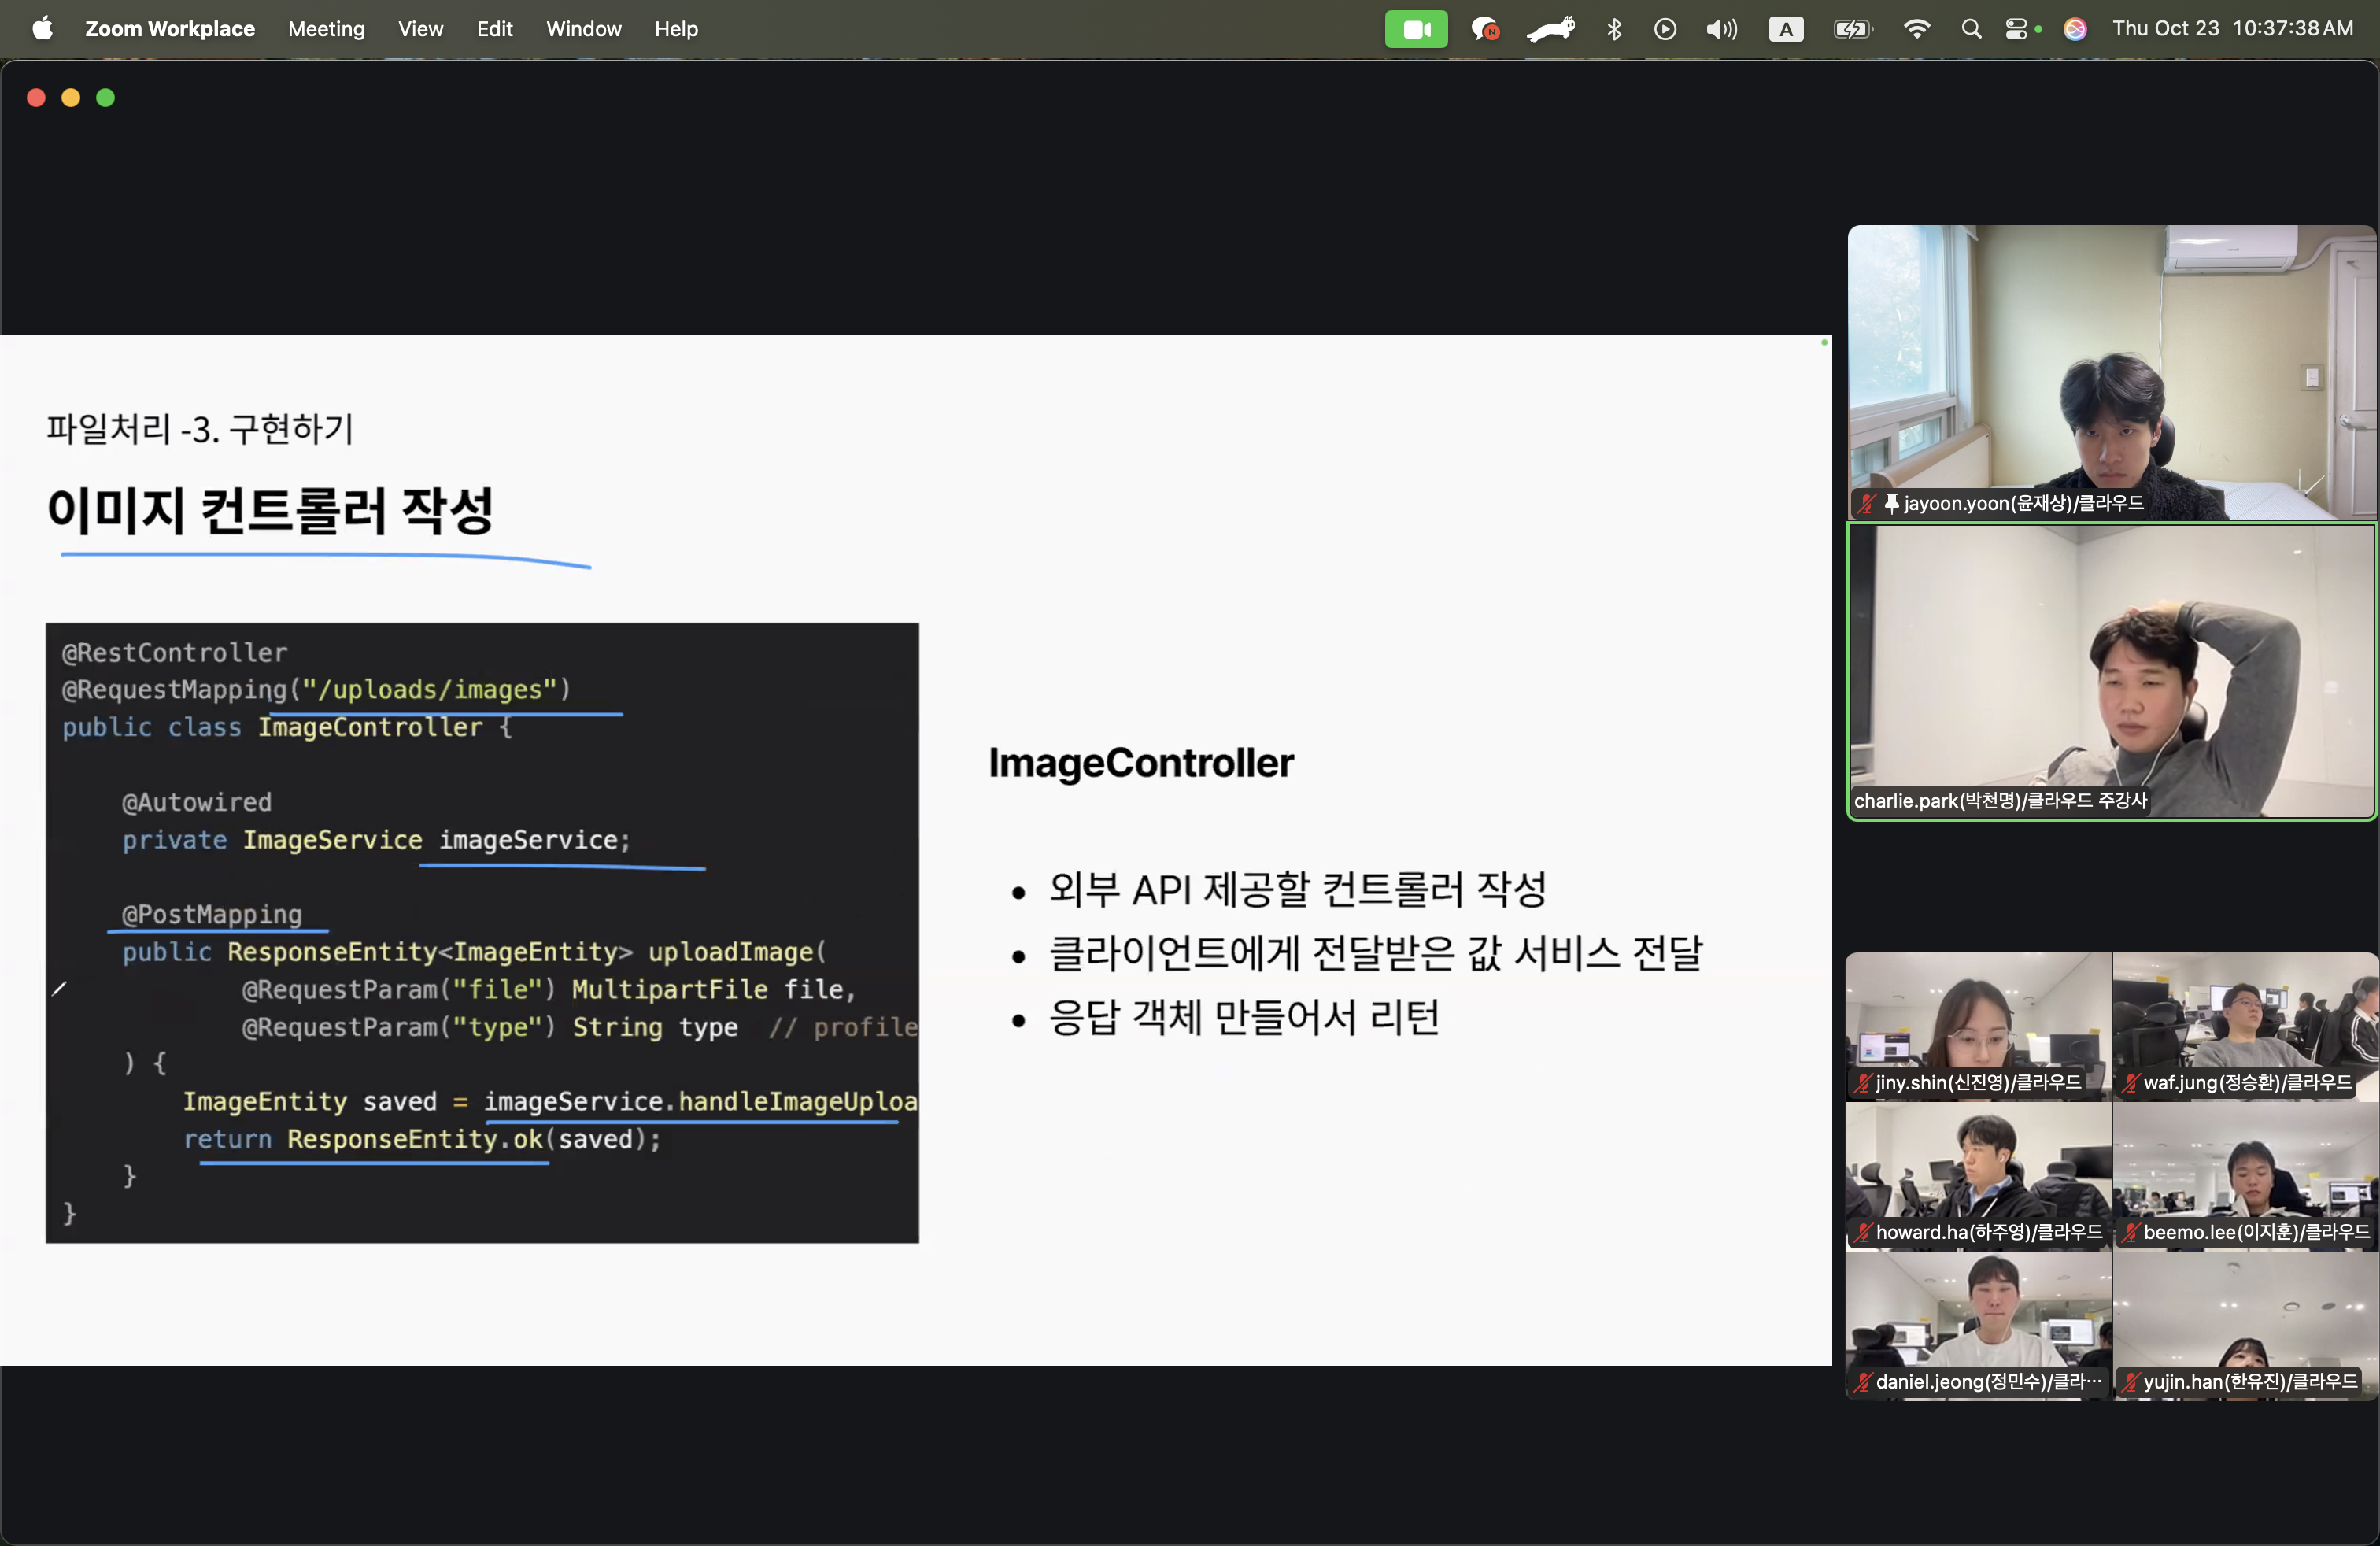 Zoom Workplace Meeting View Edit Window Help
A
Thu Oct 23 10:37:38 AM
파일처리 -3. 구현하기
이미지 컨트롤러 작성
@RestController
@RequestMapping("/uploads/images")
public class ImageController {
@Autowired
private ImageService imageService;
@PostMapping
public ResponseEntity<ImageEntity> uploadImage(
@RequestParam("file") MultipartFile file,
@RequestParam("type") String type // profile
) {
ImageEntity saved = imageService.handleImageUploa
return ResponseEntity.ok(saved);
}
}
ImageController
• 외부 API 제공할 컨트롤러 작성
• 클라이언트에게 전달받은 값 서비스 전달
• 응답 객체 만들어서 리턴
jayoon.yoon(윤재상)/클라우드
charlie.park(박천명)/클라우드 주강사
jiny.shin(신진영)/클라우드
waf.jung(정승환)/클라우드
howard.ha(하주영)/클라우드
beemo.lee(이지훈)/클라우드
daniel.jeong(정민수)/클라…
yujin.han(한유진)/클라우드